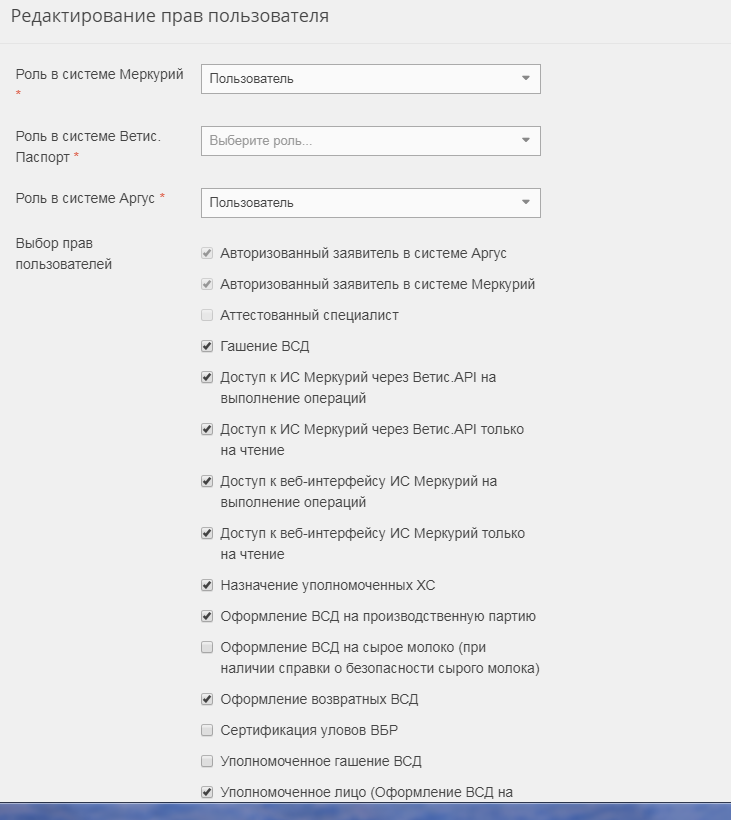 Редактирование прав пользователя
Роль в системе Меркурий
*
Пользователь
Роль в системе Ветис.
Паспорт *
Выберите роль...
Роль в системе Аргус *
Пользователь
Выбор прав
пользователей
Авторизованный заявитель в системе Аргус
Авторизованный заявитель в системе Меркурий
Аттестованный специалист
Гашение ВСД
Доступ к ИС Меркурий через Ветис.API на
выполнение операций
Доступ к ИС Меркурий через Ветис.API только
на чтение
Доступ к веб-интерфейсу ИС Меркурий на
выполнение операций
Доступ к веб-интерфейсу ИС Меркурий только
на чтение
Назначение уполномоченных ХС
Оформление ВСД на производственную партию
Оформление ВСД на сырое молоко (при
наличии справки о безопасности сырого молока)
Оформление возвратных ВСД
Сертификация уловов ВБР
Уполномоченное гашение ВСД
Уполномоченное лицо (Оформление ВСД на